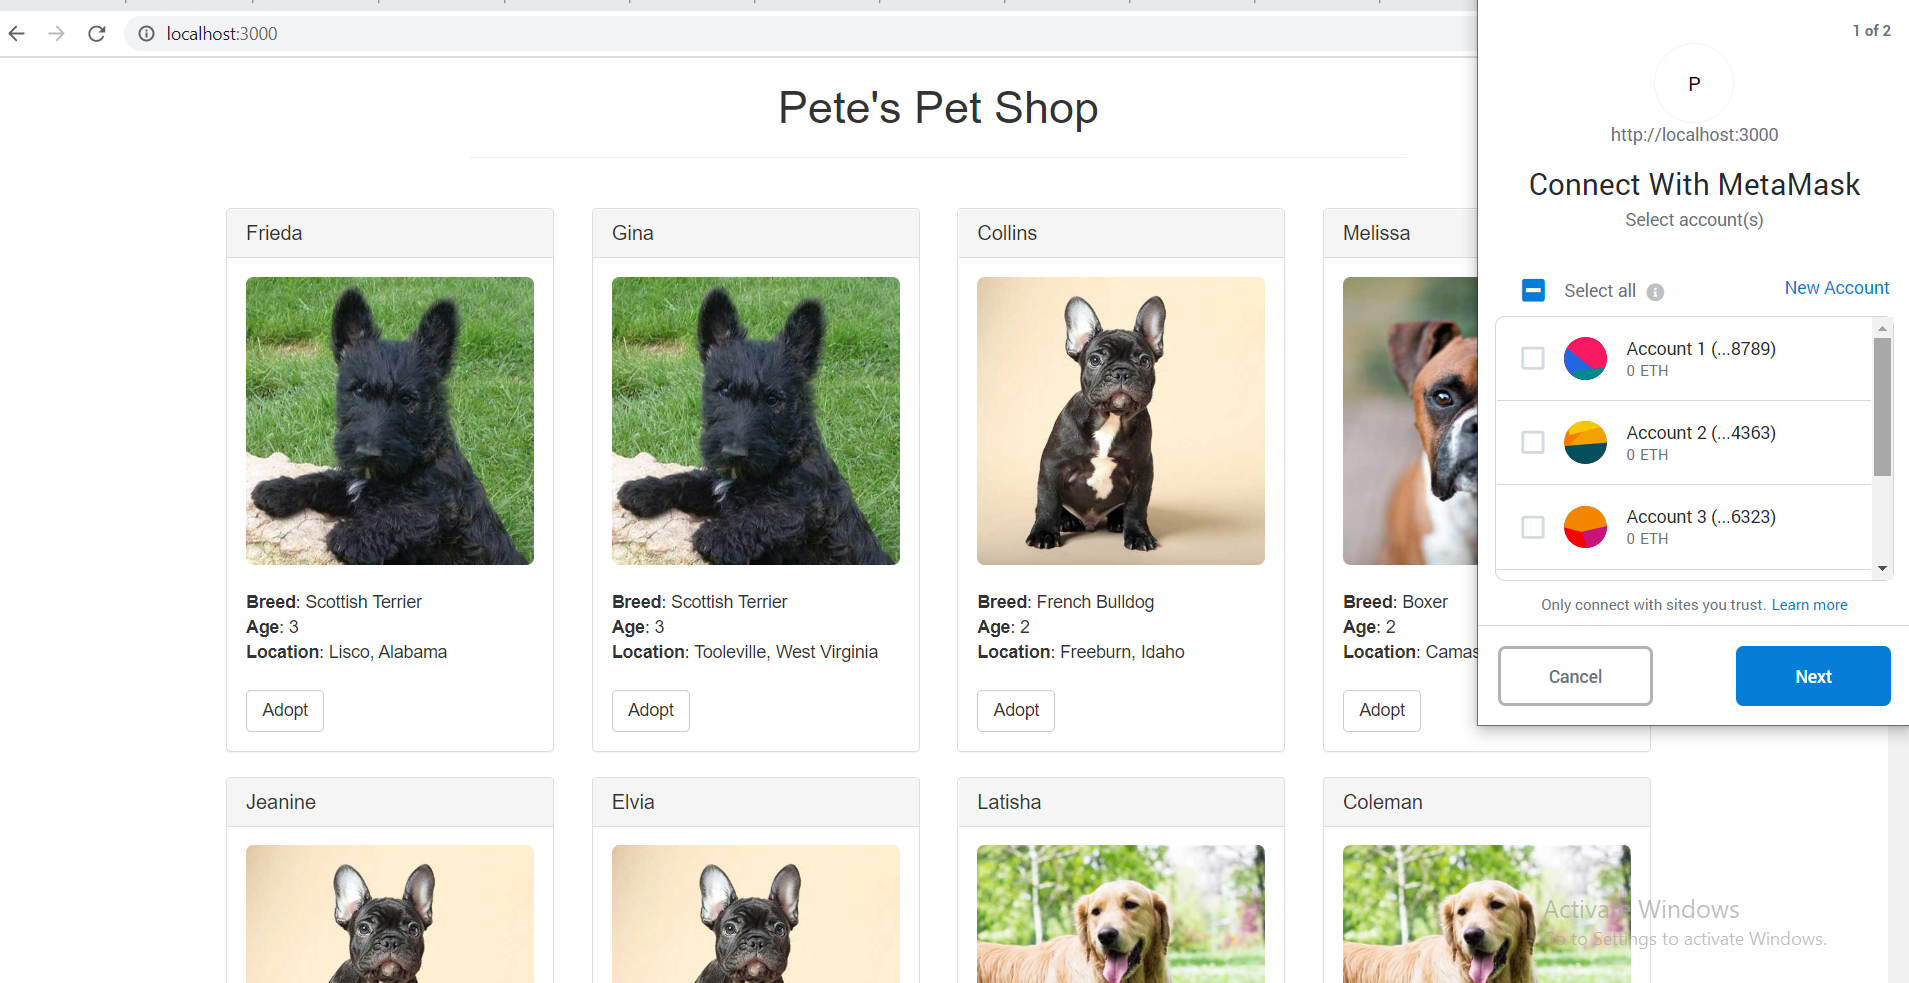 localhost:3000
Pete's Pet Shop
Frieda
Breed: Scottish Terrier
Age: 3
Location: Lisco, Alabama
Adopt
Gina
Breed: Scottish Terrier
Age: 3
Location: Tooleville, West Virginia
Adopt
Collins
Breed: French Bulldog
Age: 2
Location: Freeburn, Idaho
Adopt
Melissa
Breed: Boxer
Age: 2
Location: Camas
Adopt
Jeanine
Elvia
Latisha
Coleman
1 of 2
P
http://localhost:3000
Connect With MetaMask
Select account(s)
Select all
New Account
Account 1 (...8789)
0 ETH
Account 2 (...4363)
0 ETH
Account 3 (...6323)
0 ETH
Only connect with sites you trust. Learn more
Cancel
Next
Activate Windows
Go to Settings to activate Windows.